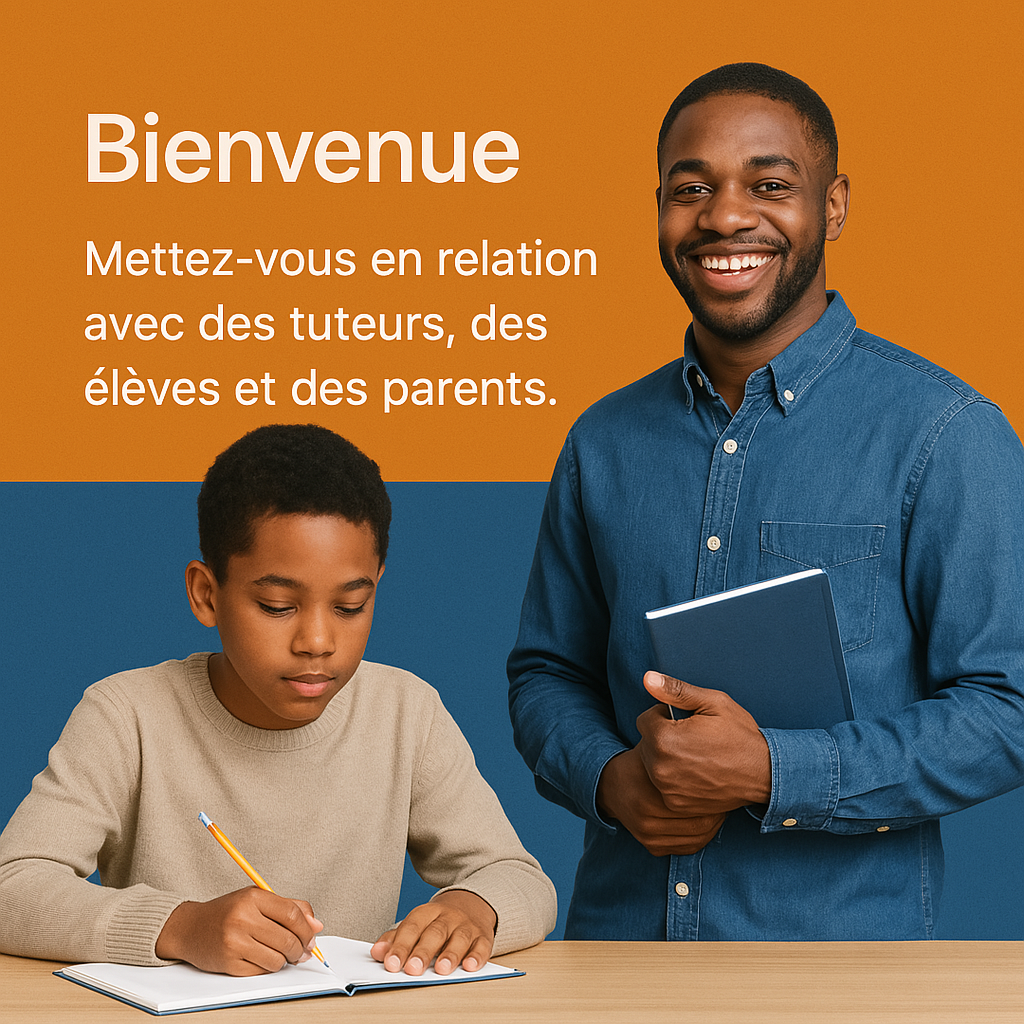 Bienvenue
Mettez-vous en relation
avec des tuteurs, des
élèves et des parents.